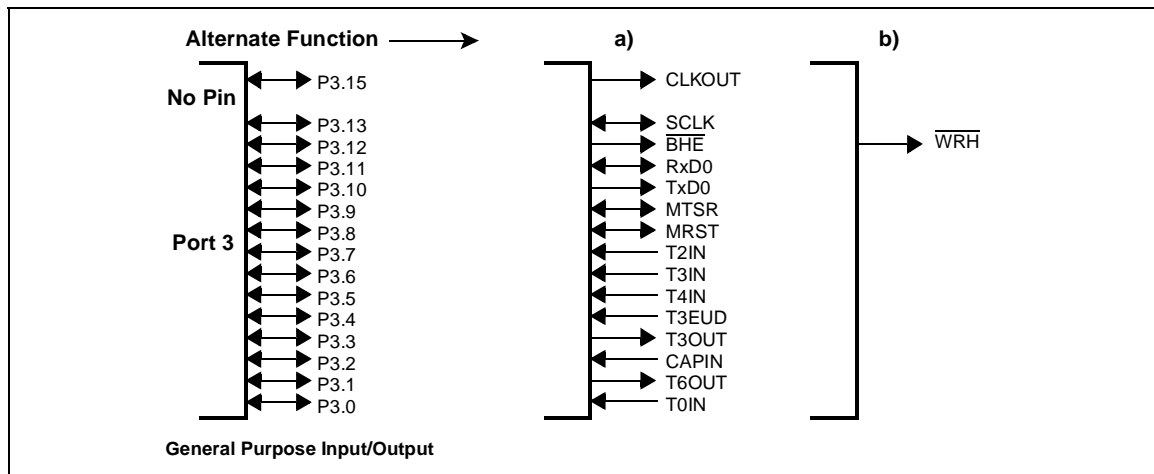 Alternate Function a) b)
P3.15 CLKOUT
No Pin
P3.13 SCLK
P3.12 BHE WRH
P3.11 RxD0
P3.10 TxD0
P3.9 MTSR
P3.8 MRST
Port 3
P3.7 T2IN
P3.6 T3IN
P3.5 T4IN
P3.4 T3EUD
P3.3 T3OUT
P3.2 CAPIN
P3.1 T6OUT
P3.0 T0IN
General Purpose Input/Output